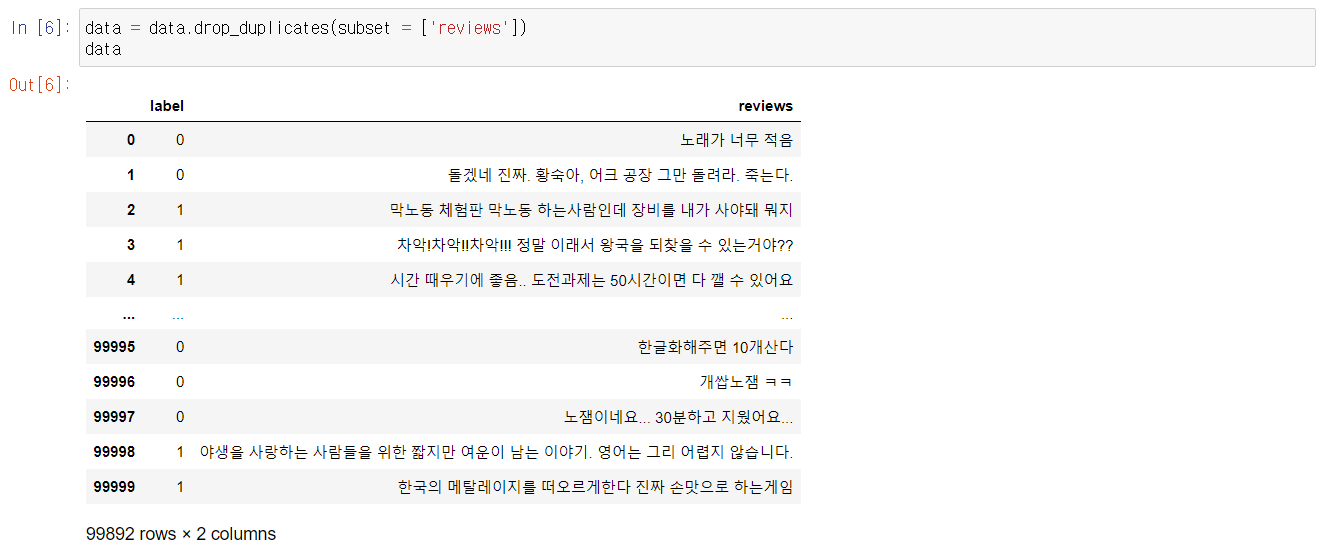 In [6]: data = data.drop_duplicates(subset = ['reviews'])
data
Out[6]:
label reviews
0 0 노래가 너무 적음
1 0 돌겠네 진짜. 황숙아, 어크 공장 그만 돌려라. 죽는다.
2 1 막노동 체험판 막노동 하는사람인데 장비를 내가 사야돼 뭐지
3 1 차악!차악!!차악!!! 정말 이래서 왕국을 되찾을 수 있는거야??
4 1 시간 때우기에 좋음.. 도전과제는 50시간이면 다 깰 수 있어요
... ... ...
99995 0 한글화해주면 10개산다
99996 0 개쌉노잼 ㅋㅋ
99997 0 노잼이네요... 30분하고 지웠어요...
99998 1 야생을 사랑하는 사람들을 위한 짧지만 여운이 남는 이야기. 영어는 그리 어렵지 않습니다.
99999 1 한국의 메탈레이지를 떠오르게한다 진짜 손맛으로 하는게임
99892 rows × 2 columns